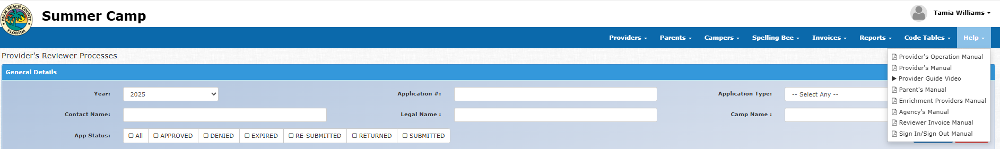 PALM BEACH COUNTY
FLORIDA
Summer Camp
Tamia Williams
Providers Parents Campers Spelling Bee Invoices Reports Code Tables Help
Provider's Operation Manual
Provider's Manual
Provider Guide Video
Parent's Manual
Enrichment Providers Manual
Agency's Manual
Reviewer Invoice Manual
Sign In/Sign Out Manual
Provider's Reviewer Processes
General Details
Year: 2025 Application #: Application Type: -- Select Any --
Contact Name: Legal Name : Camp Name :
App Status: All APPROVED DENIED EXPIRED RE-SUBMITTED RETURNED SUBMITTED